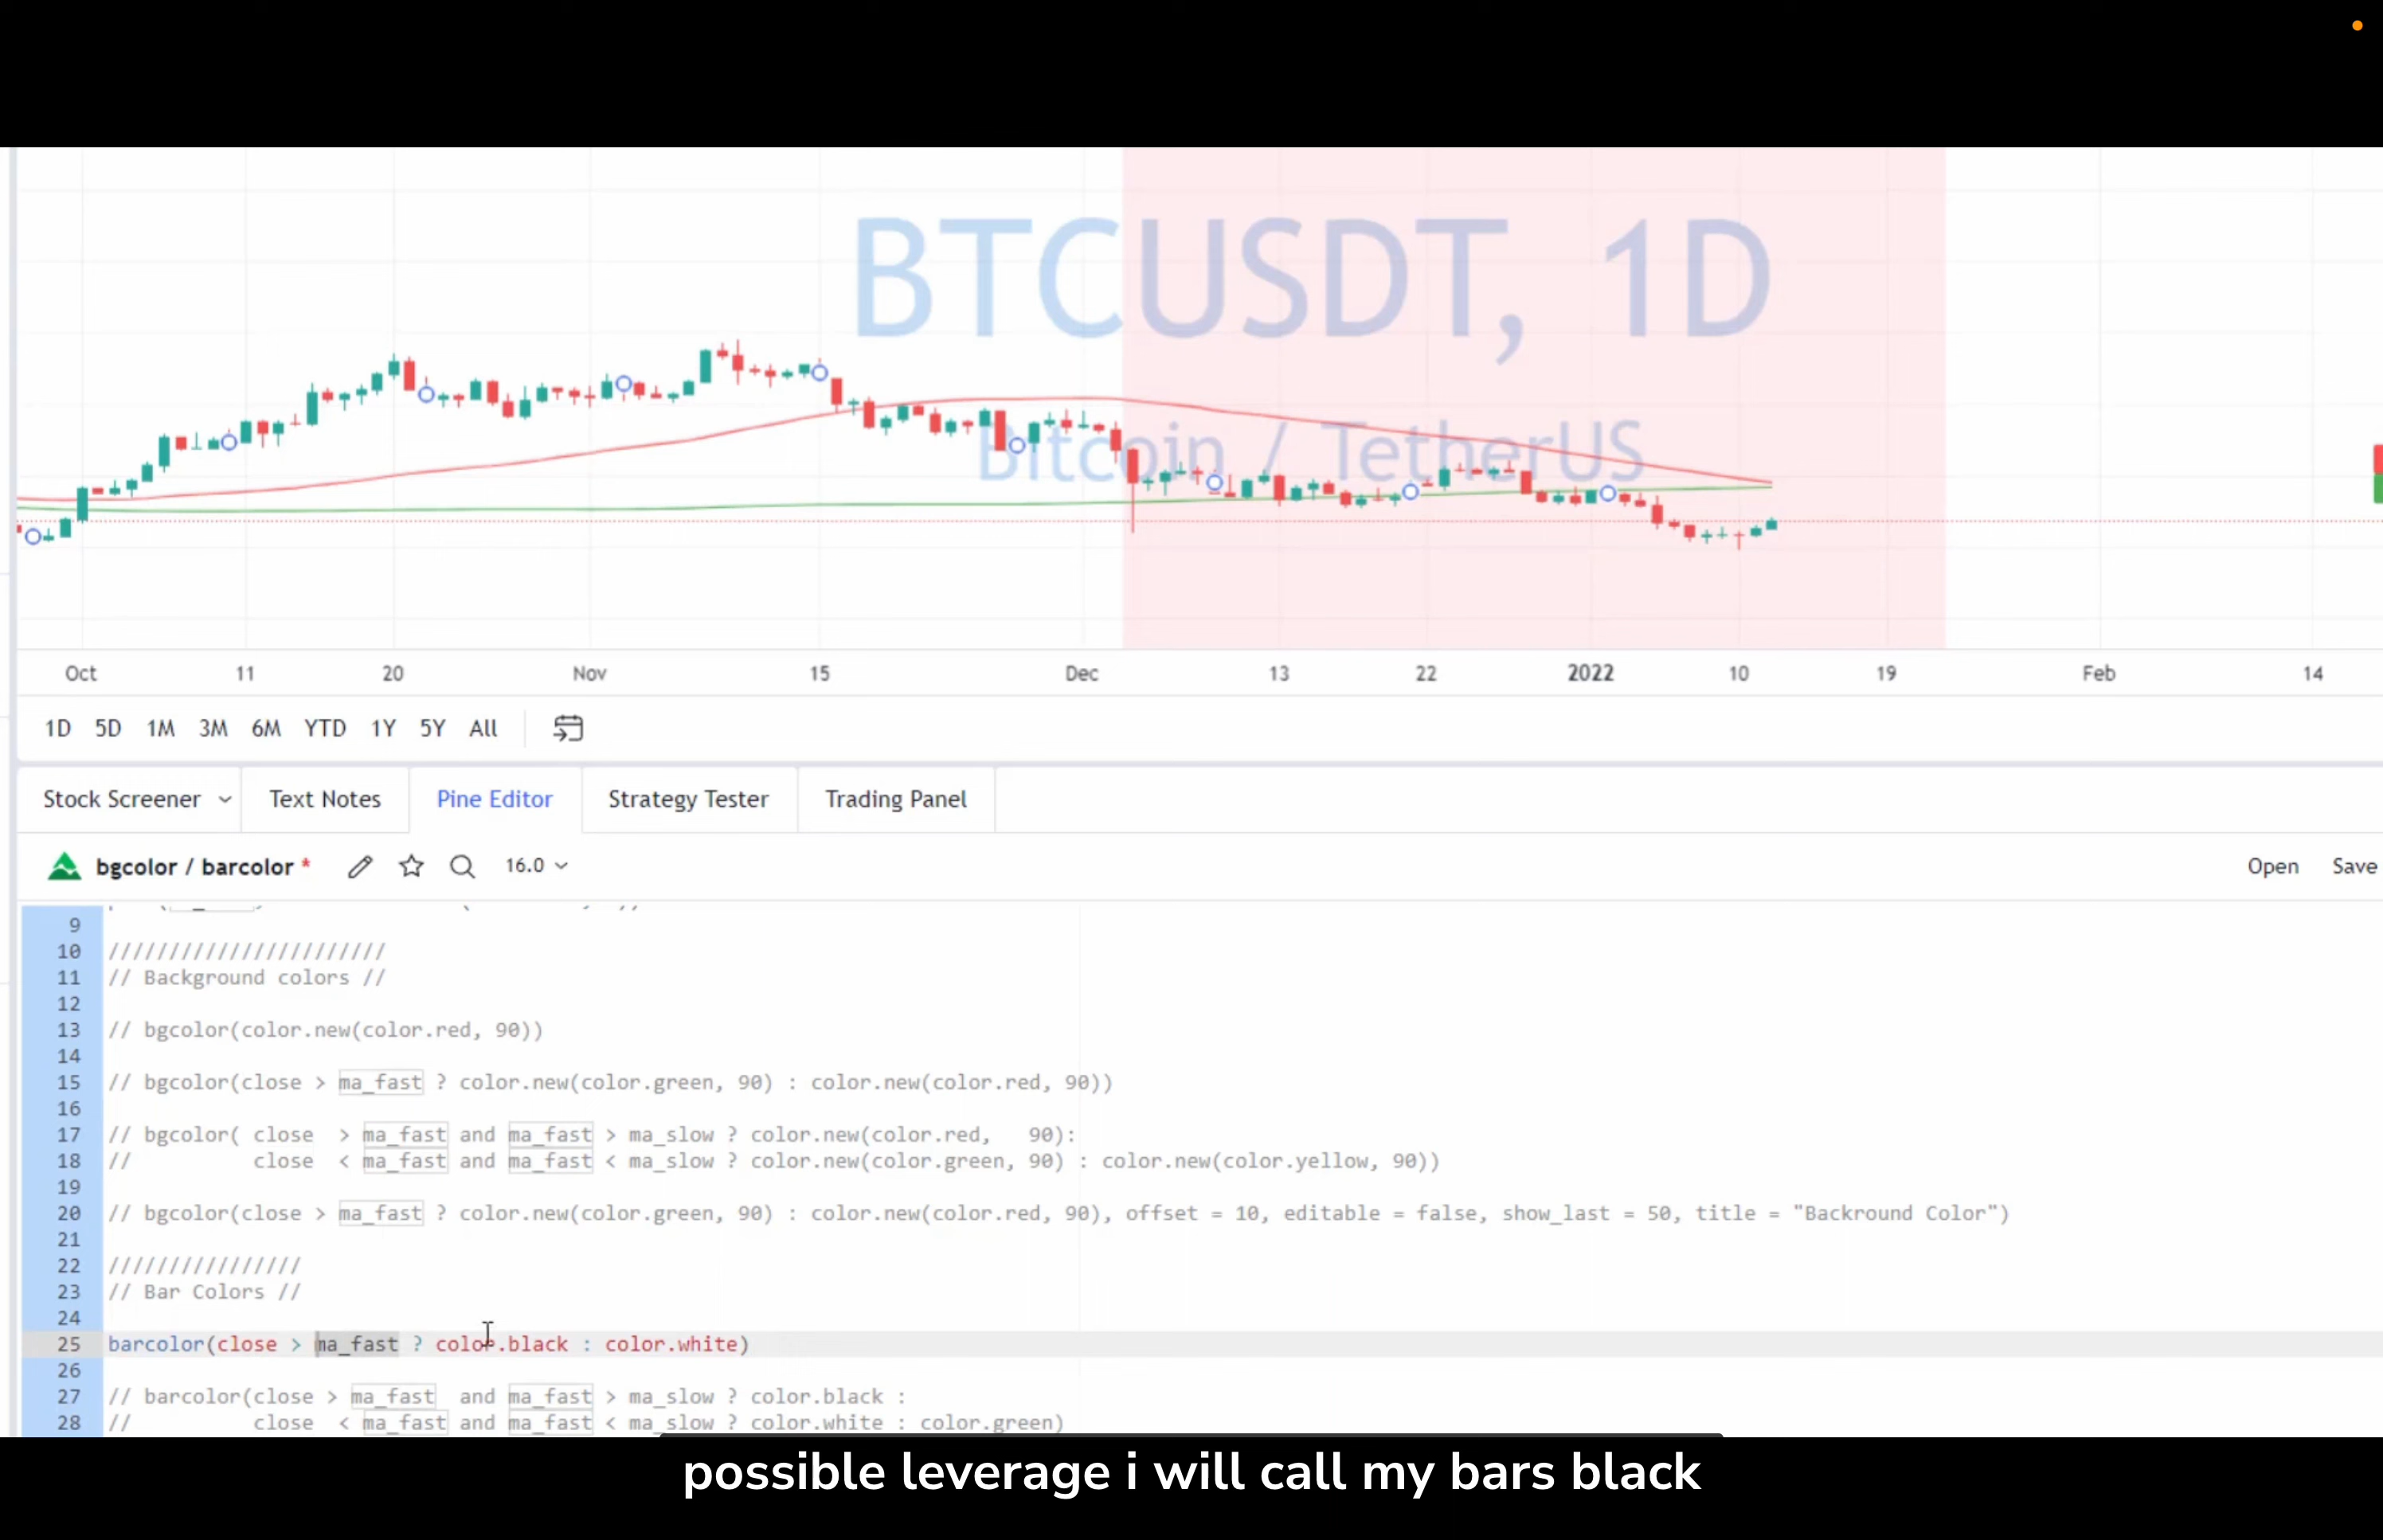 BTCUSDT, 1D
Bitcoin / TetherUS
Oct 11 20 Nov 15 Dec 13 22 2022 10 19 Feb 14
1D 5D 1M 3M 6M YTD 1Y 5Y All
Stock Screener Text Notes Pine Editor Strategy Tester Trading Panel
bgcolor / barcolor * 16.0 Open Save
9
10 ///////////////////////
11 // Background colors //
12
13 // bgcolor(color.new(color.red, 90))
14
15 // bgcolor(close > ma_fast ? color.new(color.green, 90) : color.new(color.red, 90))
16
17 // bgcolor( close  > ma_fast and ma_fast > ma_slow ? color.new(color.red,   90):
18 //          close  < ma_fast and ma_fast < ma_slow ? color.new(color.green, 90) : color.new(color.yellow, 90))
19
20 // bgcolor(close > ma_fast ? color.new(color.green, 90) : color.new(color.red, 90), offset = 10, editable = false, show_last = 50, title = "Backround Color")
21
22 ////////////////
23 // Bar Colors //
24
25 barcolor(close > ma_fast ? color.black : color.white)
26
27 // barcolor(close > ma_fast  and ma_fast > ma_slow ? color.black :
28 //          close  < ma_fast and ma_fast < ma_slow ? color.white : color.green)
possible leverage i will call my bars black